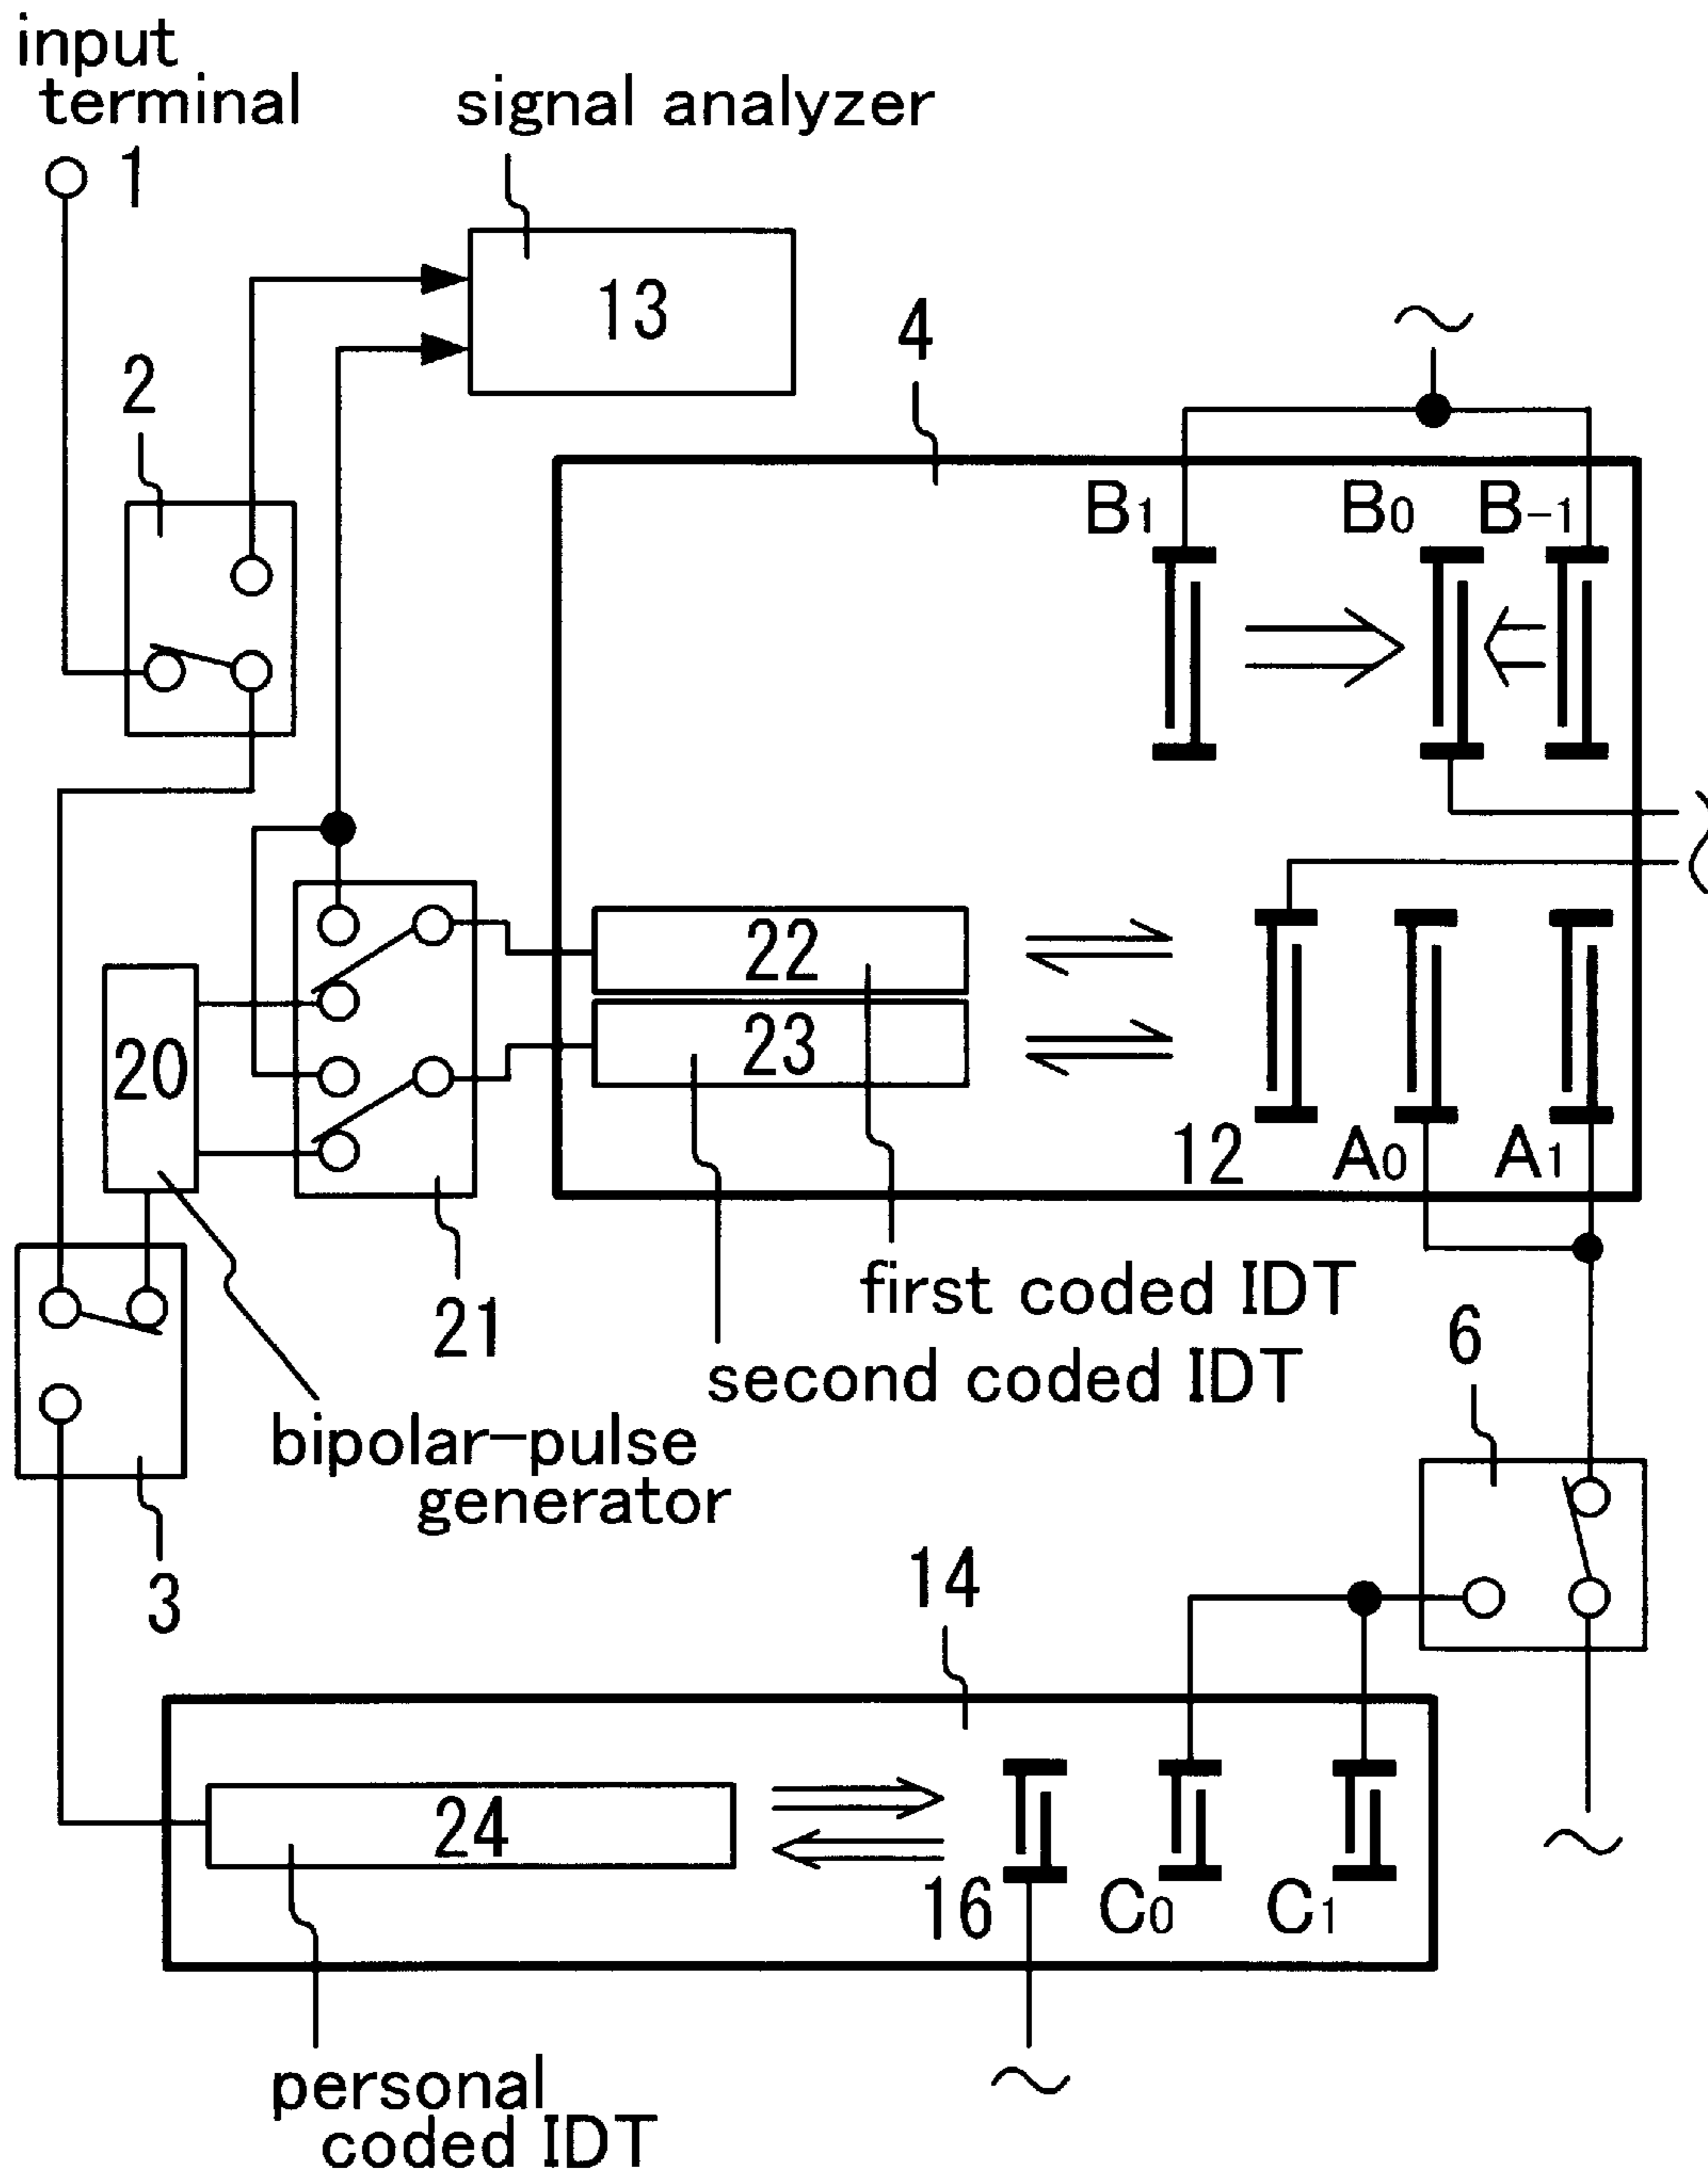 input
terminal
1
signal analyzer
13
4
2
B1
B0
B-1
22
23
20
12
A0
A1
first coded IDT
21
second coded IDT
6
bipolar-pulse
generator
3
14
24
16
C0
C1
personal
coded IDT